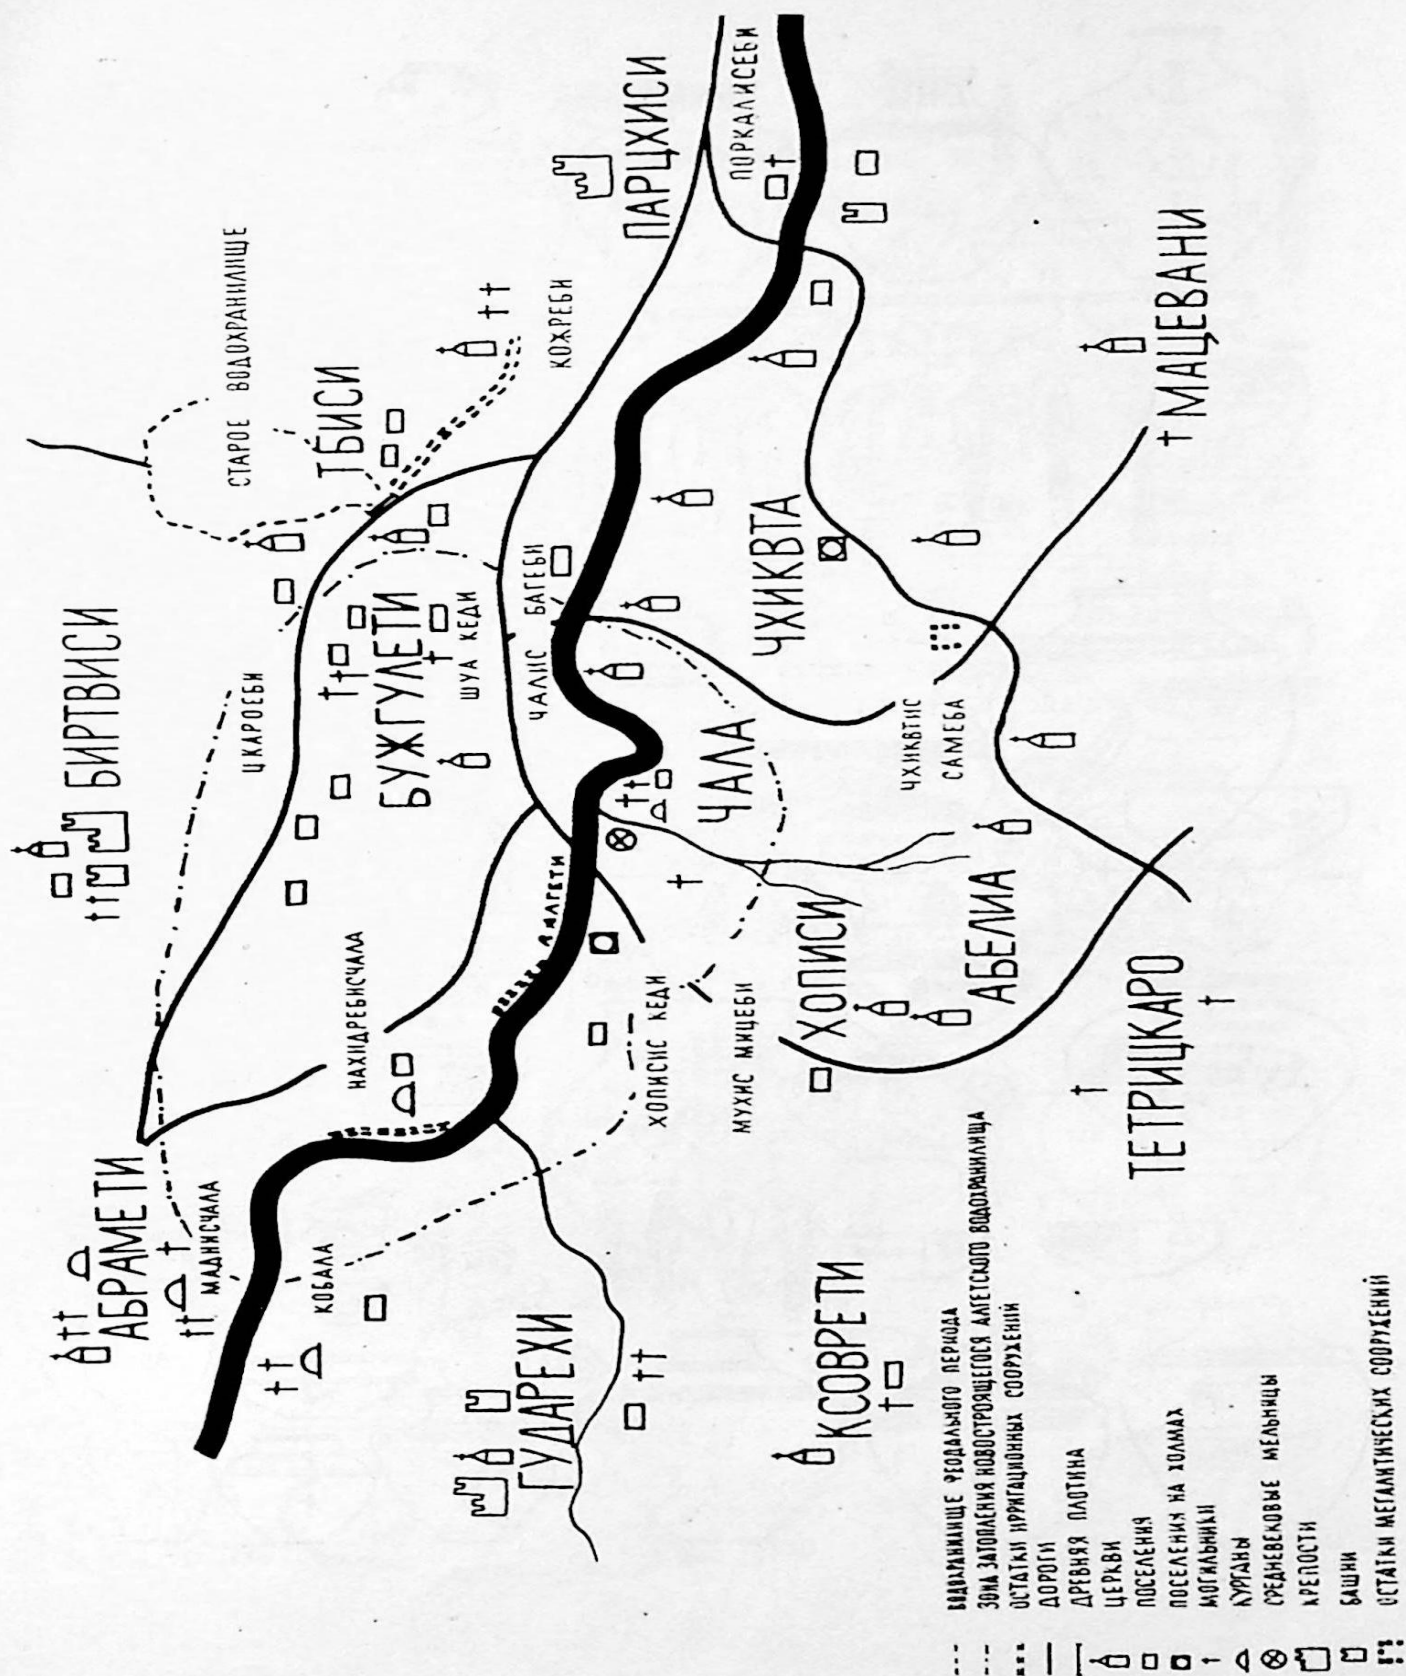 АБРАМЕТИ
БИРТВИСИ
СТАРОЕ ВОДОХРАНИЛИЩЕ
МАДНИСЧАЛА
ЦКАРОЕБИ
ТБИСИ
КОБАЛА
НАХИДРЕБИСЧАЛА
БУЖГУЛЕТИ
ШУА КЕДИ
КОХРЕБИ
ПАРЦХИСИ
ЧАЛИС БАГЕБИ
АЛГЕТИ
ГУДАРЕХИ
ХОПИСИС КЕДИ
ПОРКАЛИСЕБИ
МУХИС МИЦЕБИ
ЧАЛА
ЧХИКВТА
ХОПИСИ
КСОВРЕТИ
ЧХИКВТИС
САМЕБА
АБЕЛИА
ТЕТРИЦКАРО
МАЦЕВАНИ
ВОДОХРАНИЛИЩЕ ФЕОДАЛЬНОГО ПЕРИОДА
ЗОНА ЗАТОПЛЕНИЯ НОВОСТРОЯЩЕГОСЯ АЛГЕТСКОГО ВОДОХРАНИЛИЩА
ОСТАТКИ ИРРИГАЦИОННЫХ СООРУЖЕНИЙ
ДОРОГИ
ДРЕВНЯЯ ПЛОТИНА
ЦЕРКВИ
ПОСЕЛЕНИЯ
ПОСЕЛЕНИЯ НА ХОЛМАХ
МОГИЛЬНИКИ
КУРГАНЫ
СРЕДНЕВЕКОВЫЕ МЕЛЬНИЦЫ
КРЕПОСТИ
БАШНИ
ОСТАТКИ МЕГАЛИТИЧЕСКИХ СООРУЖЕНИЙ